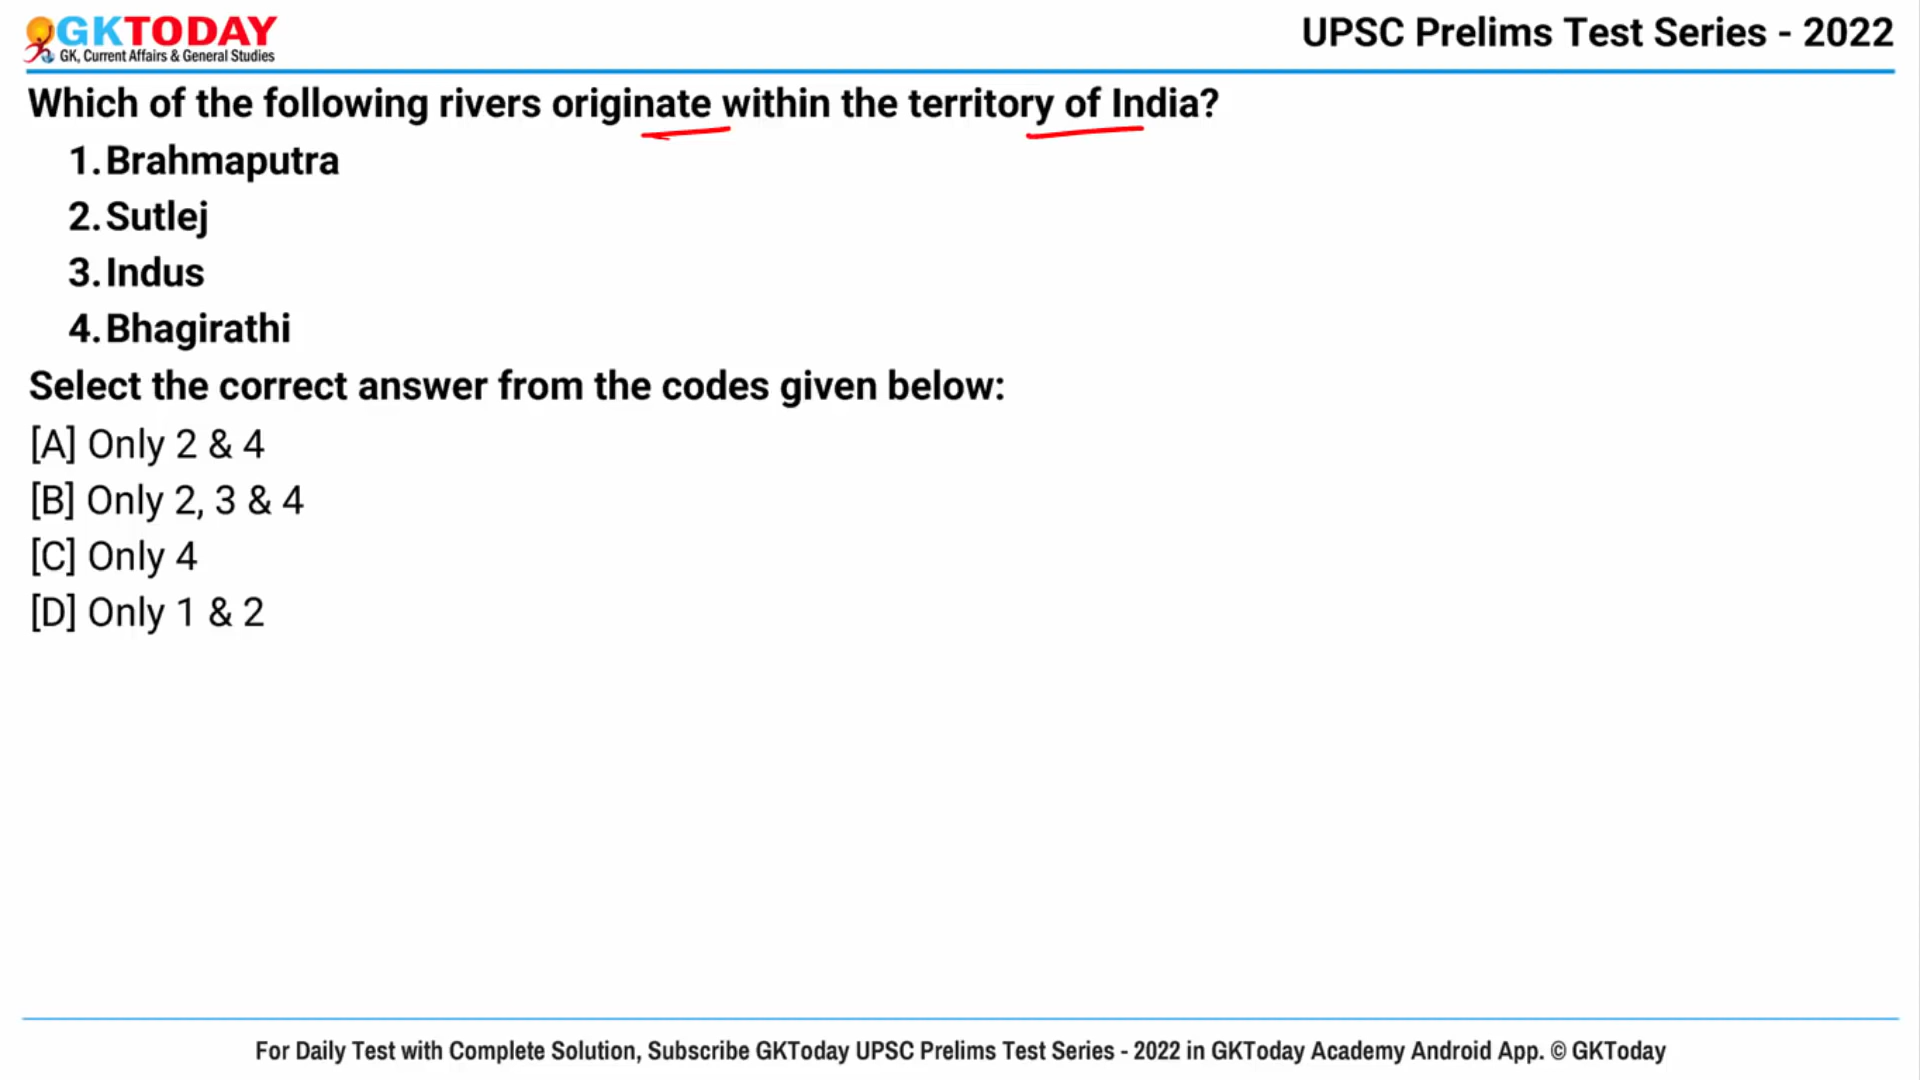 GKTODAY
GK, Current Affairs & General Studies
UPSC Prelims Test Series - 2022
Which of the following rivers originate within the territory of India?
1. Brahmaputra
2. Sutlej
3. Indus
4. Bhagirathi
Select the correct answer from the codes given below:
[A] Only 2 & 4
[B] Only 2, 3 & 4
[C] Only 4
[D] Only 1 & 2
For Daily Test with Complete Solution, Subscribe GKToday UPSC Prelims Test Series - 2022 in GKToday Academy Android App. © GKToday